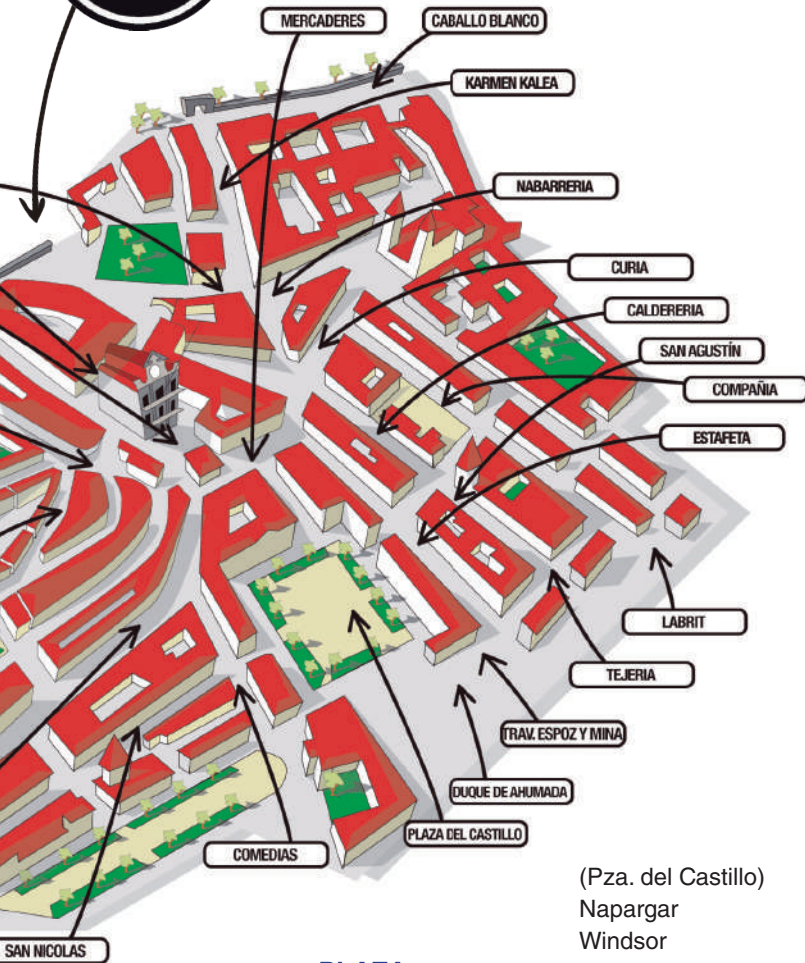 MERCADERES
CABALLO BLANCO
KARMEN KALEA
NABARRERIA
CURIA
CALDERERIA
SAN AGUSTÍN
COMPAÑIA
ESTAFETA
LABRIT
TEJERIA
TRAV. ESPOZ Y MINA
DUQUE DE AHUMADA
PLAZA DEL CASTILLO
COMEDIAS
SAN NICOLAS
(Pza. del Castillo)
Napargar
Windsor